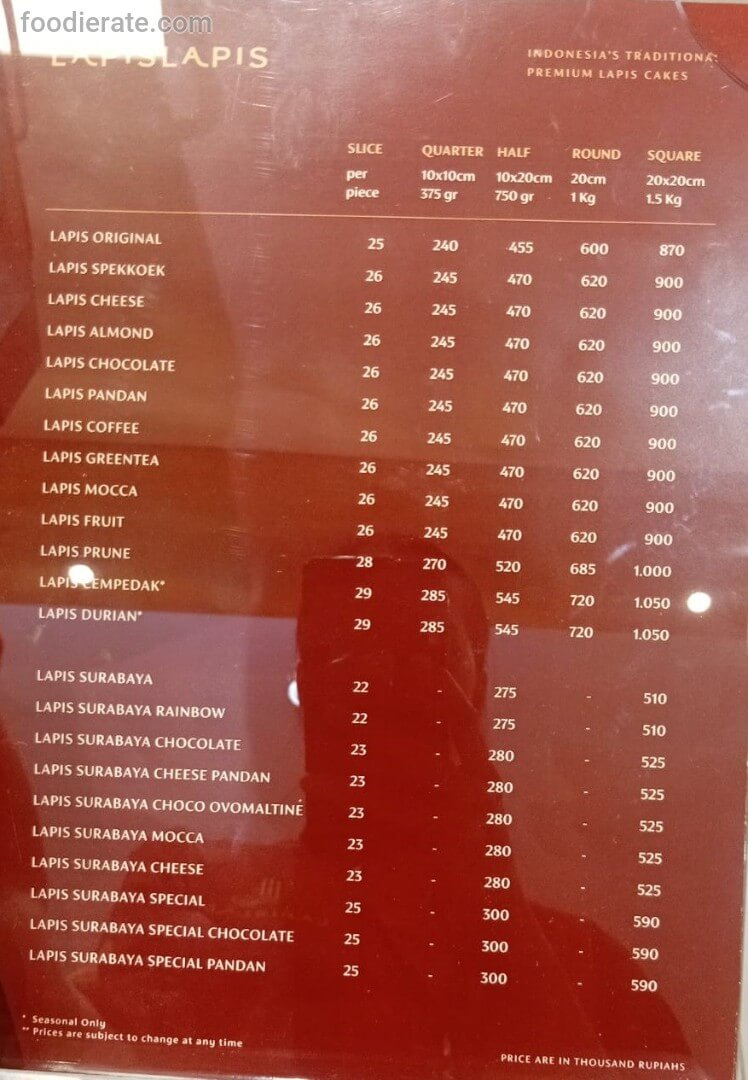 foodierate.com
LAPISLAPIS
INDONESIA'S TRADITIONA
PREMIUM LAPIS CAKES
SLICE QUARTER HALF ROUND SQUARE
per 10x10cm 10x20cm 20cm 20x20cm
piece 375 gr 750 gr 1 Kg 1.5 Kg
LAPIS ORIGINAL 25 240 455 600 870
LAPIS SPEKKOEK 26 245 470 620 900
LAPIS CHEESE 26 245 470 620 900
LAPIS ALMOND 26 245 470 620 900
LAPIS CHOCOLATE 26 245 470 620 900
LAPIS PANDAN 26 245 470 620 900
LAPIS COFFEE 26 245 470 620 900
LAPIS GREENTEA 26 245 470 620 900
LAPIS MOCCA 26 245 470 620 900
LAPIS FRUIT 26 245 470 620 900
LAPIS PRUNE 28 270 520 685 1.000
LAPIS CEMPEDAK* 29 285 545 720 1.050
LAPIS DURIAN* 29 285 545 720 1.050
LAPIS SURABAYA 22 - 275 - 510
LAPIS SURABAYA RAINBOW 22 - 275 - 510
LAPIS SURABAYA CHOCOLATE 23 - 280 - 525
LAPIS SURABAYA CHEESE PANDAN 23 - 280 - 525
LAPIS SURABAYA CHOCO OVOMALTINE 23 - 280 - 525
LAPIS SURABAYA MOCCA 23 - 280 - 525
LAPIS SURABAYA CHEESE 23 - 280 - 525
LAPIS SURABAYA SPECIAL 25 - 300 - 590
LAPIS SURABAYA SPECIAL CHOCOLATE 25 - 300 - 590
LAPIS SURABAYA SPECIAL PANDAN 25 - 300 - 590
* Seasonal Only
** Prices are subject to change at any time
PRICE ARE IN THOUSAND RUPIAHS